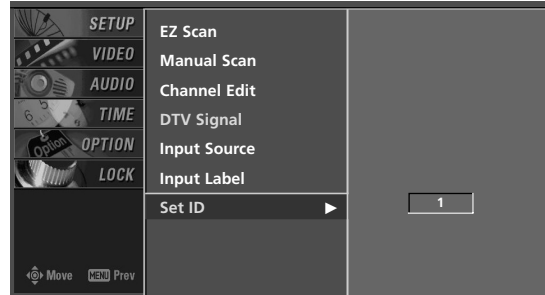 SETUP
VIDEO
AUDIO
TIME
OPTION
LOCK
Move MENU Prev
EZ Scan
Manual Scan
Channel Edit
DTV Signal
Input Source
Input Label
Set ID ►
1